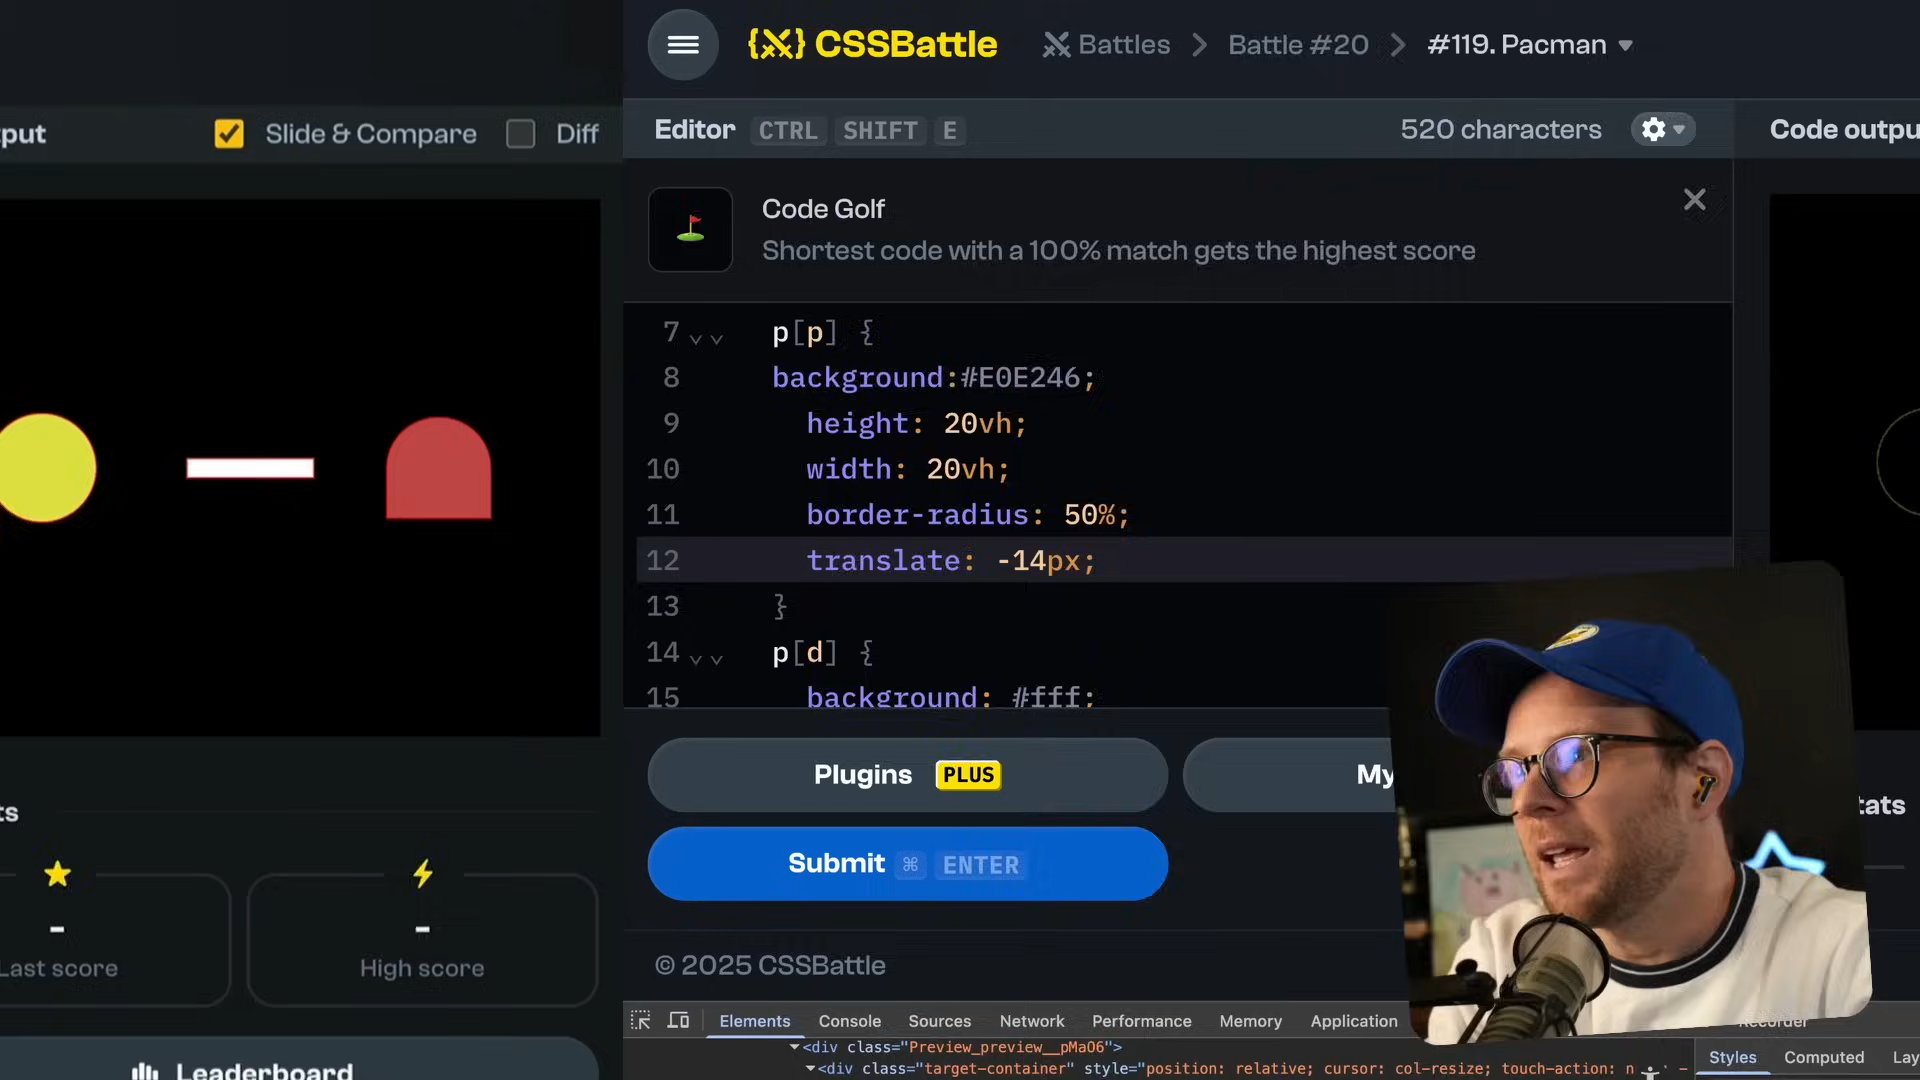 {X} CSSBattle
Battles > Battle #20 > #119. Pacman
tput
Slide & Compare
Diff
Editor CTRL SHIFT E
520 characters
Code outpu
Code Golf
Shortest code with a 100% match gets the highest score
7 p[p] {
8 background:#E0E246;
9 height: 20vh;
10 width: 20vh;
11 border-radius: 50%;
12 translate: -14px;
13 }
14 p[d] {
15 background: #fff;
Plugins PLUS
My
Submit ⌘ ENTER
ts
tats
-
Last score
-
High score
© 2025 CSSBattle
Leaderboard
Elements Console Sources Network Performance Memory Application Recorder
<div class="Preview_preview__pMaO6">
<div class="target-container" style="position: relative; cursor: col-resize; touch-action: n
Styles Computed Lay